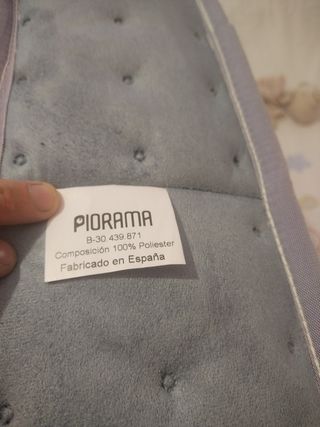 PIORAMA
B-30.439.871
Composición 100% Poliester
Fabricado en España